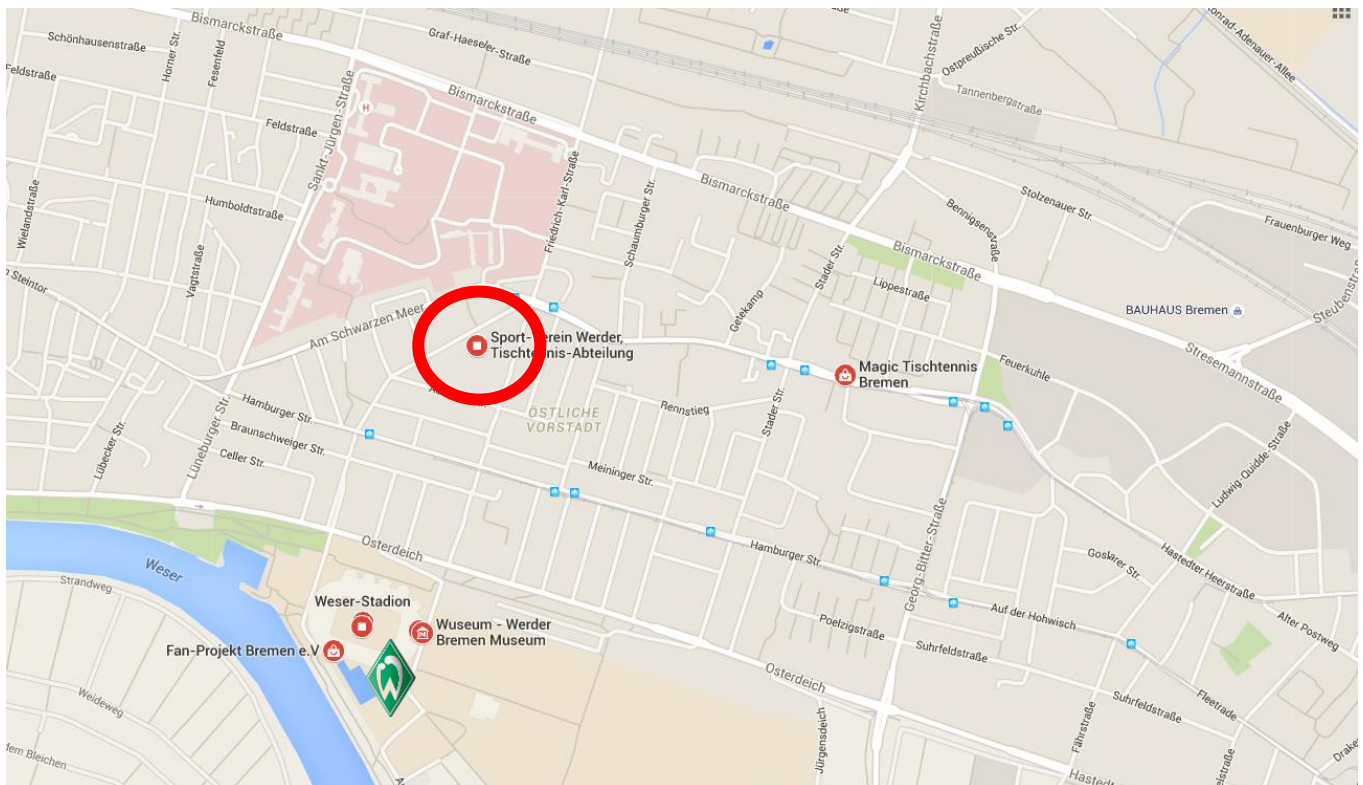 Bismarckstraße
Schönhausenstraße
Horner Str.
Fesenfeld
Graf-Haeseler-Straße
Kirchbachstraße
Ostpreußische Str.
Konrad-Adenauer-Allee
Feldstraße
Tannenbergstraße
Bismarckstraße
H
Feldstraße
Sankt-Jürgen-Straße
Humboldtstraße
Wielandstraße
Vagtstraße
Friedrich-Karl-Straße
Schaumburger Str.
Bismarckstraße
Stolzenauer Str.
Bennigsenstraße
Frauenburger Weg
Bismarckstraße
Stader Str.
Lippestraße
Steintor
Am Schwarzen Meer
Getekamp
BAUHAUS Bremen
Steubenstraße
Sport-Verein Werder,
Tischtennis-Abteilung
Stresemannstraße
Magic Tischtennis
Bremen
Feuerkuhle
Hamburger Str.
ÖSTLICHE
VORSTADT
Rennstieg
Stader Str.
Braunschweiger Str.
Celler Str.
Lübecker Str.
Lüneburger Str.
Meininger Str.
Ludwig-Quidde-Straße
Osterdeich
Hamburger Str.
Georg-Bitter-Straße
Goslarer Str.
Hastedter Heerstraße
Weser
Strandweg
Weser-Stadion
Auf der Hohwisch
Alter Postweg
Poelzigstraße
Wuseum - Werder
Bremen Museum
Fan-Projekt Bremen e.V
Suhrfeldstraße
Osterdeich
Weideweg
Suhrfeldstraße
Fleetrade
Jürgensdeich
Fährstraße
dem Bleichen